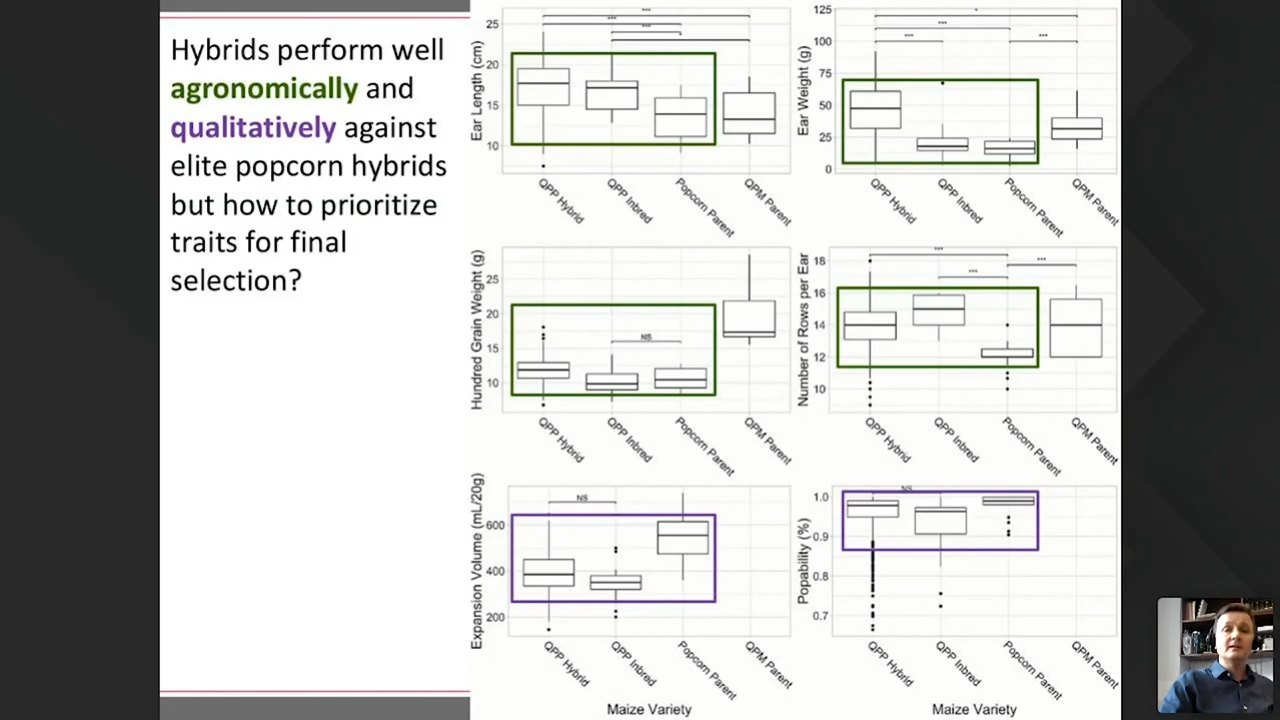 Hybrids perform well
agronomically and
qualitatively against
elite popcorn hybrids
but how to prioritize
traits for final
selection?
Ear Length (cm)
25
20
15
10
***
***
***
*
QPP Hybrid
QPP Inbred
Popcorn Parent
QPM Parent
Ear Weight (g)
125
100
75
50
25
0
*
***
***
***
QPP Hybrid
QPP Inbred
Popcorn Parent
QPM Parent
Hundred Grain Weight (g)
25
20
15
10
NS
QPP Hybrid
QPP Inbred
Popcorn Parent
QPM Parent
Number of Rows per Ear
18
16
14
12
10
***
***
***
QPP Hybrid
QPP Inbred
Popcorn Parent
QPM Parent
Expansion Volume (mL/20g)
600
400
200
NS
QPP Hybrid
QPP Inbred
Popcorn Parent
QPM Parent
Maize Variety
Popability (%)
1.0
0.9
0.8
0.7
NS
QPP Hybrid
QPP Inbred
Popcorn Parent
QPM Parent
Maize Variety